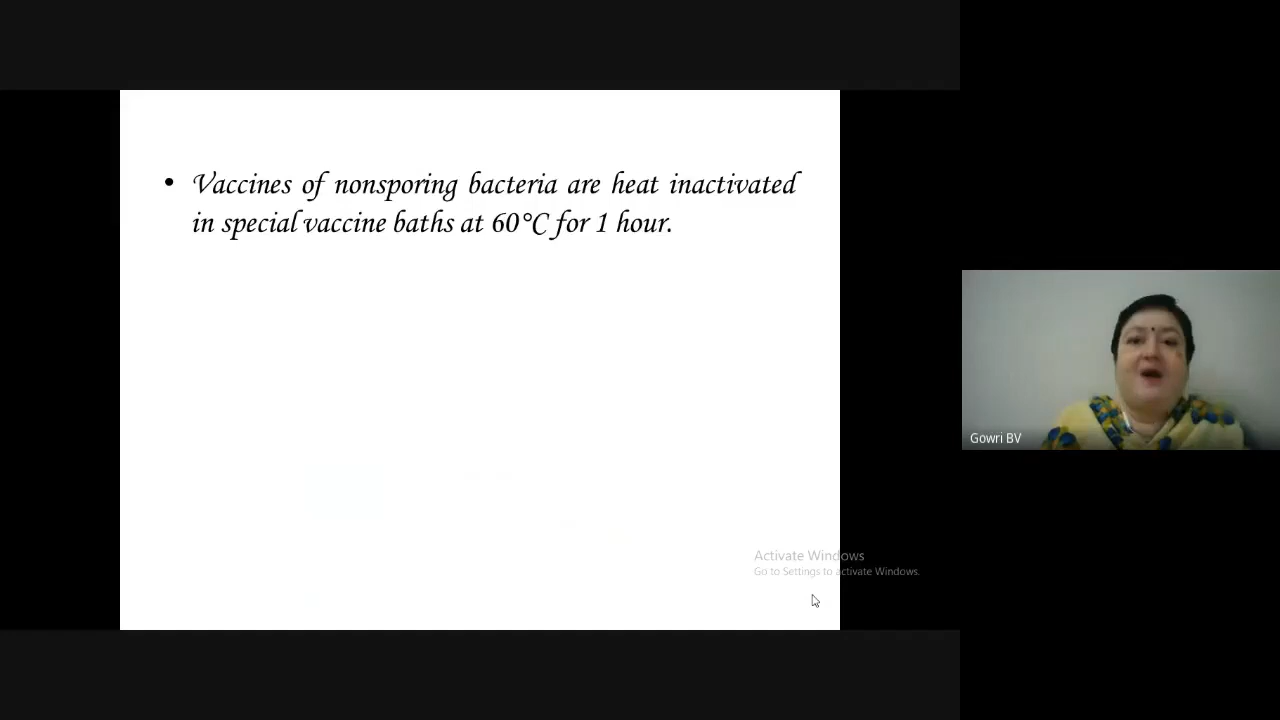 • Vaccines of nonsporing bacteria are heat inactivated
in special vaccine baths at 60°C for 1 hour.
Gowri BV
Activate Windows
Go to Settings to activate Windows.